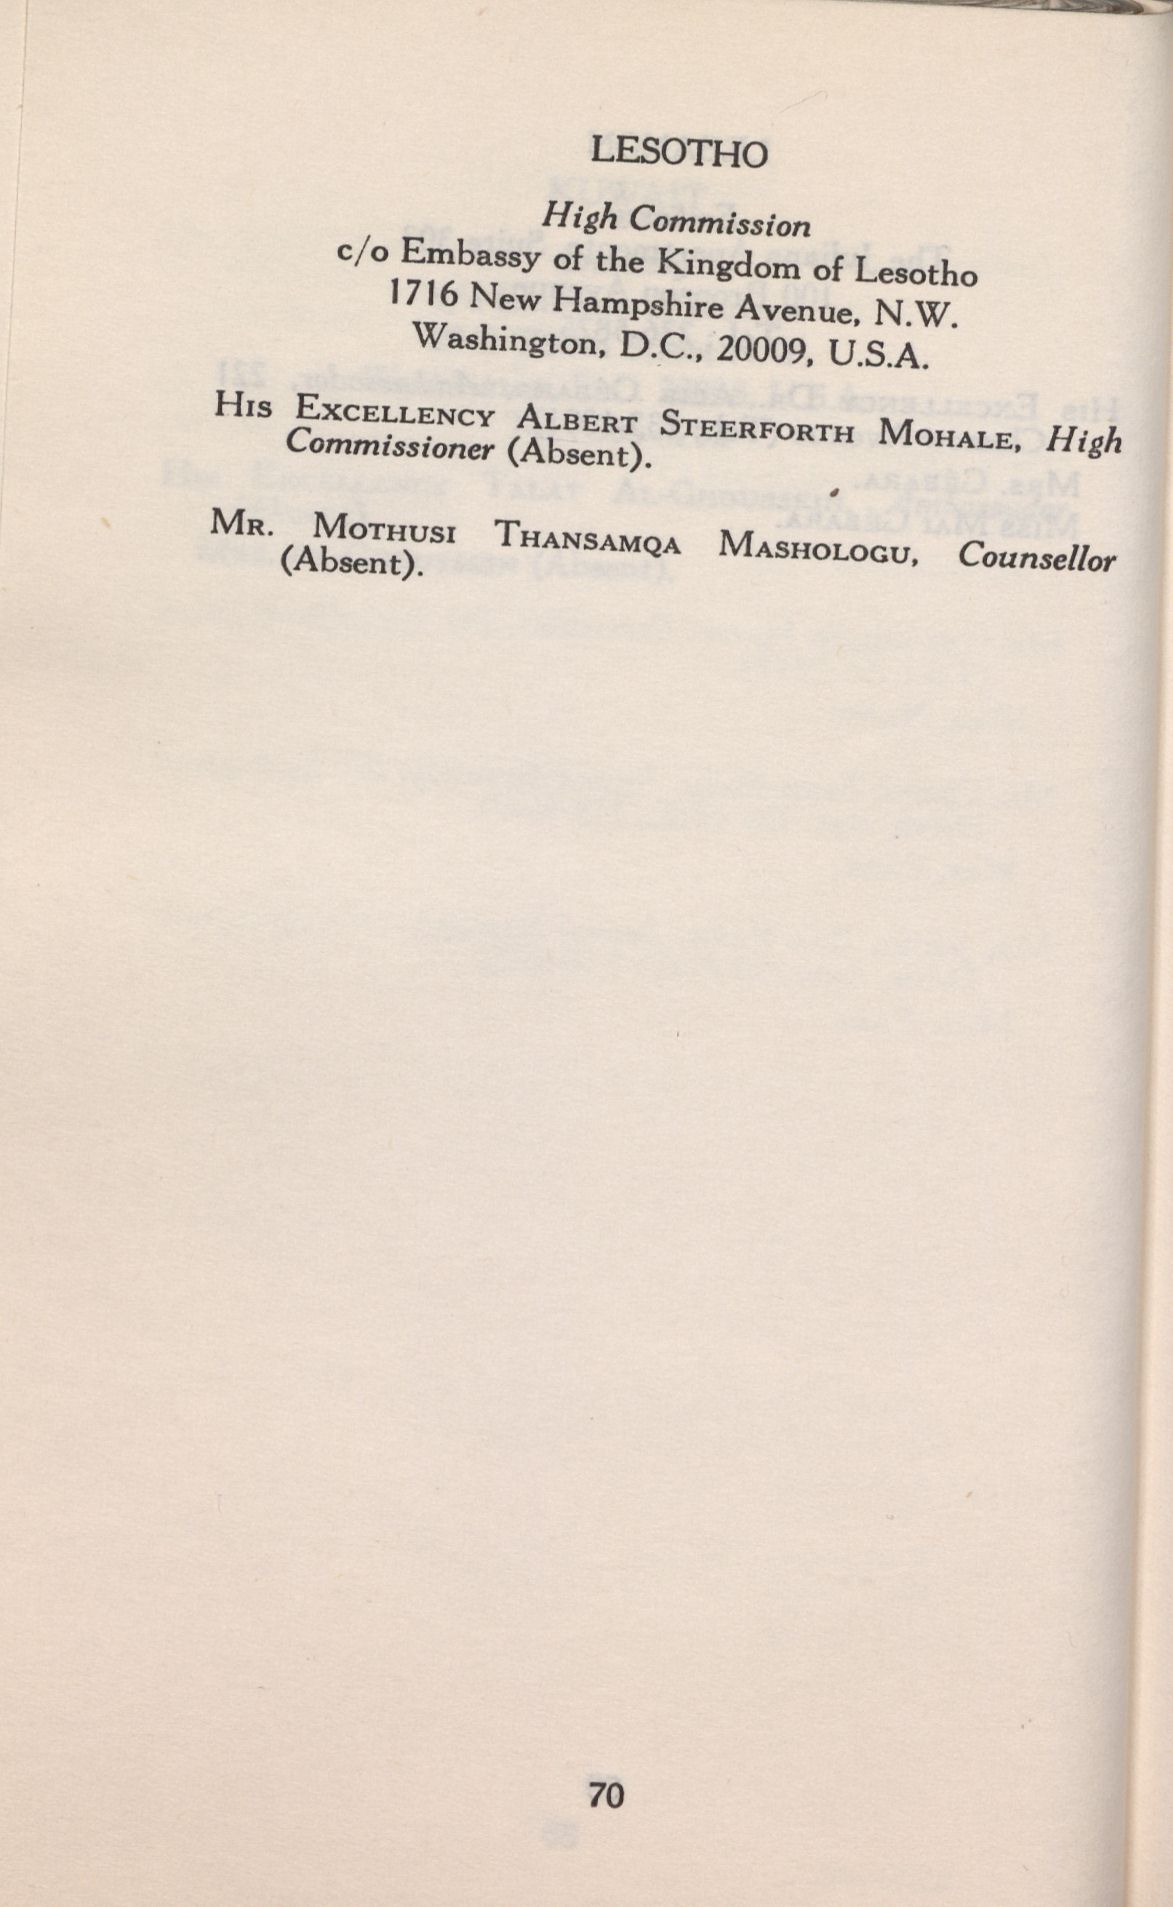 LESOTHO
High Commission
c/o Embassy of the Kingdom of Lesotho
1716 New Hampshire Avenue, N.W.
Washington, D.C., 20009, U.S.A.
His Excellency Albert Steerforth Mohale, High
Commissioner (Absent).
Mr. Mothusi Thansamqa Mashologu, Counsellor
(Absent).
70